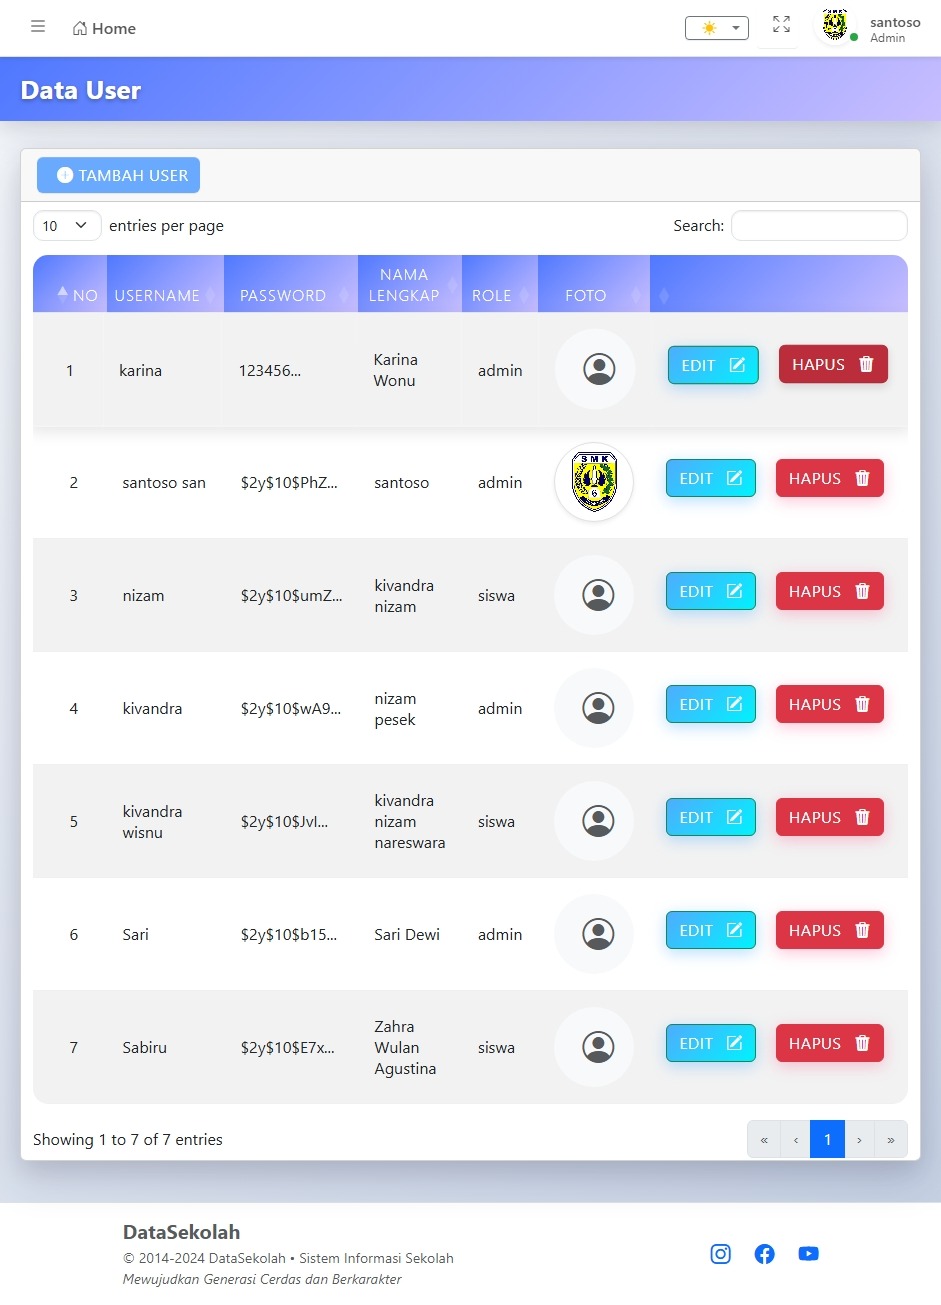 Home
santoso
Admin
Data User
TAMBAH USER
10 entries per page
Search:
NO USERNAME PASSWORD NAMA LENGKAP ROLE FOTO
1 karina 123456... Karina Wonu admin EDIT HAPUS
2 santoso san $2y$10$PhZ... santoso admin SMK 6 EDIT HAPUS
3 nizam $2y$10$umZ... kivandra nizam siswa EDIT HAPUS
4 kivandra $2y$10$wA9... nizam pesek admin EDIT HAPUS
5 kivandra wisnu $2y$10$JvI... kivandra nizam nareswara siswa EDIT HAPUS
6 Sari $2y$10$b15... Sari Dewi admin EDIT HAPUS
7 Sabiru $2y$10$E7x... Zahra Wulan Agustina siswa EDIT HAPUS
Showing 1 to 7 of 7 entries
« ‹ 1 › »
DataSekolah
© 2014-2024 DataSekolah • Sistem Informasi Sekolah
Mewujudkan Generasi Cerdas dan Berkarakter